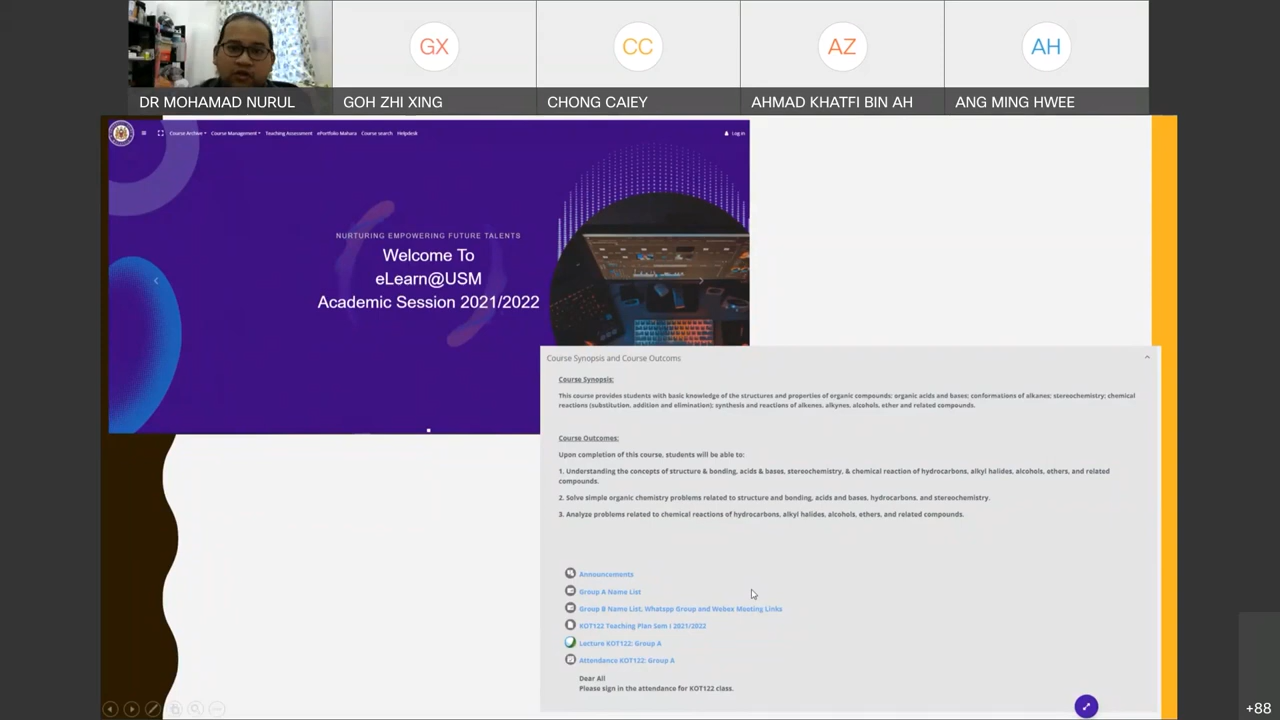 GX
CC
AZ
AH
DR MOHAMAD NURUL
GOH ZHI XING
CHONG CAIEY
AHMAD KHATFI BIN AH
ANG MING HWEE
Course Archive
Course Management
Teaching Assessment
ePortfolio Mahara
Course search
Helpdesk
Log in
NURTURING EMPOWERING FUTURE TALENTS
Welcome To
eLearn@USM
Academic Session 2021/2022
Course Synopsis and Course Outcoms
Course Synopsis:
This course provides students with basic knowledge of the structures and properties of organic compounds; organic acids and bases; conformations of alkanes; stereochemistry; chemical
reactions (substitution, addition and elimination); synthesis and reactions of alkenes, alkynes, alcohols, ether and related compounds.
Course Outcomes:
Upon completion of this course, students will be able to:
1. Understanding the concepts of structure & bonding, acids & bases, stereochemistry, & chemical reaction of hydrocarbons, alkyl halides, alcohols, ethers, and related
compounds.
2. Solve simple organic chemistry problems related to structure and bonding, acids and bases, hydrocarbons, and stereochemistry.
3. Analyze problems related to chemical reactions of hydrocarbons, alkyl halides, alcohols, ethers, and related compounds.
Announcements
Group A Name List
Group B Name List, Whatspp Group and Webex Meeting Links
KOT122 Teaching Plan Sem I 2021/2022
Lecture KOT122: Group A
Attendance KOT122: Group A
Dear All
Please sign in the attendance for KOT122 class.
+88